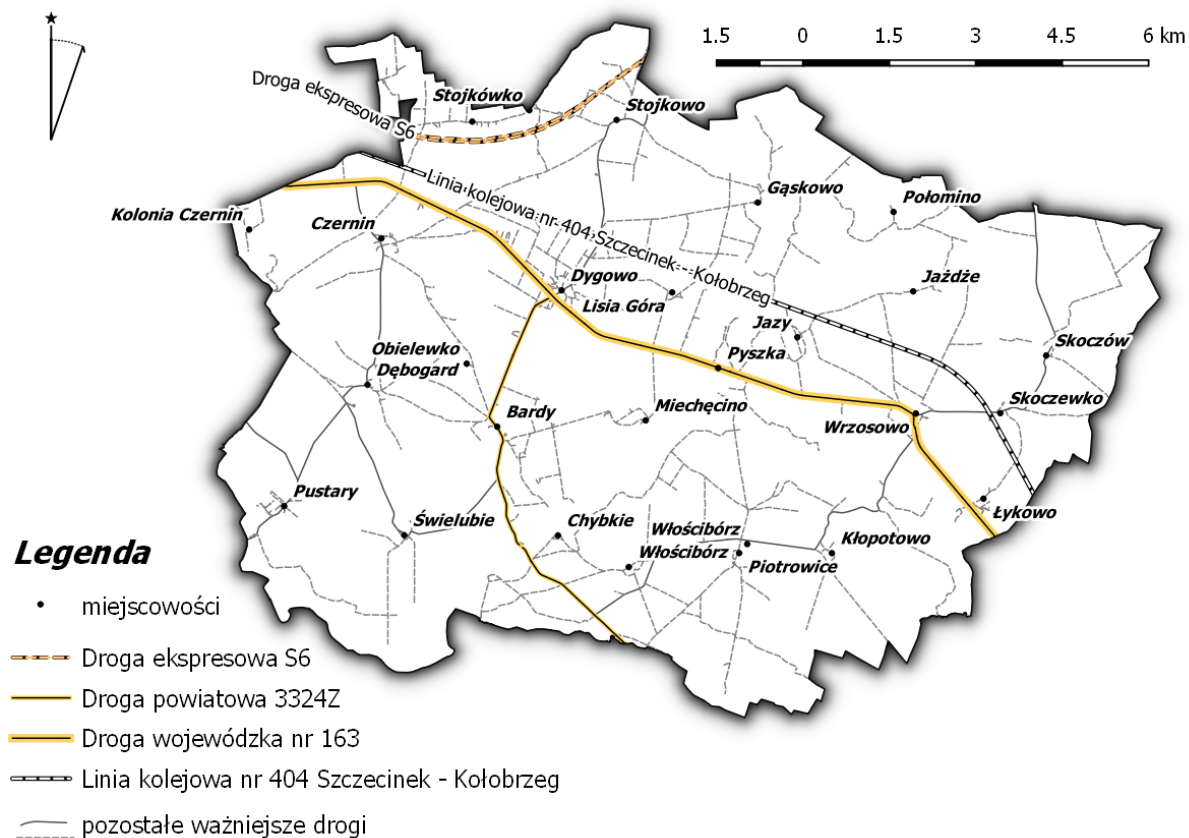 1.5 0 1.5 3 4.5 6 km
Droga ekspresowa S6
Stojkówko
Stojkowo
Linia kolejowa nr 404 Szczecinek - Kołobrzeg
Gąskowo
Połomino
Kolonia Czernin
Czernin
Dygowo
Lisia Góra
Jażdże
Jazy
Pyszka
Skoczów
Obielewko
Dębogard
Bardy
Miechęcino
Skoczewko
Wrzosowo
Pustary
Świelubie
Chybkie
Włościbórz
Włościbórz
Piotrowice
Kłopotowo
Łykowo
Legenda
miejscowości
Droga ekspresowa S6
Droga powiatowa 3324Z
Droga wojewódzka nr 163
Linia kolejowa nr 404 Szczecinek - Kołobrzeg
pozostałe ważniejsze drogi